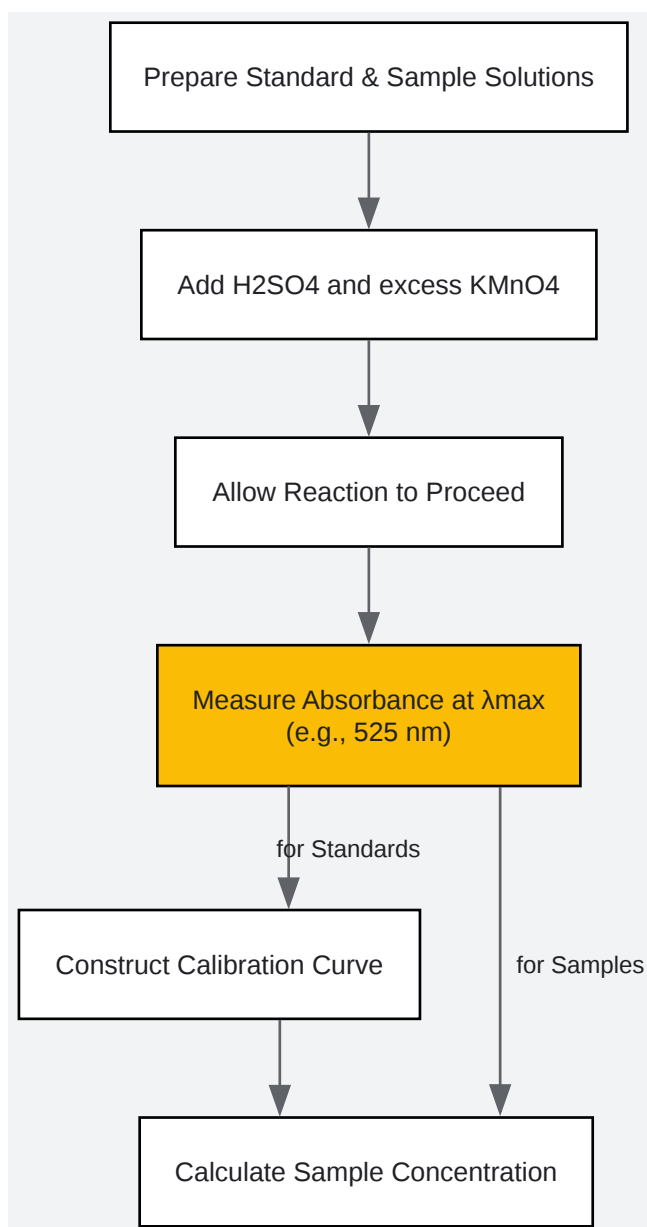 Prepare Standard & Sample Solutions
Add H2SO4 and excess KMnO4
Allow Reaction to Proceed
Measure Absorbance at λmax
(e.g., 525 nm)
for Standards
Construct Calibration Curve
for Samples
Calculate Sample Concentration